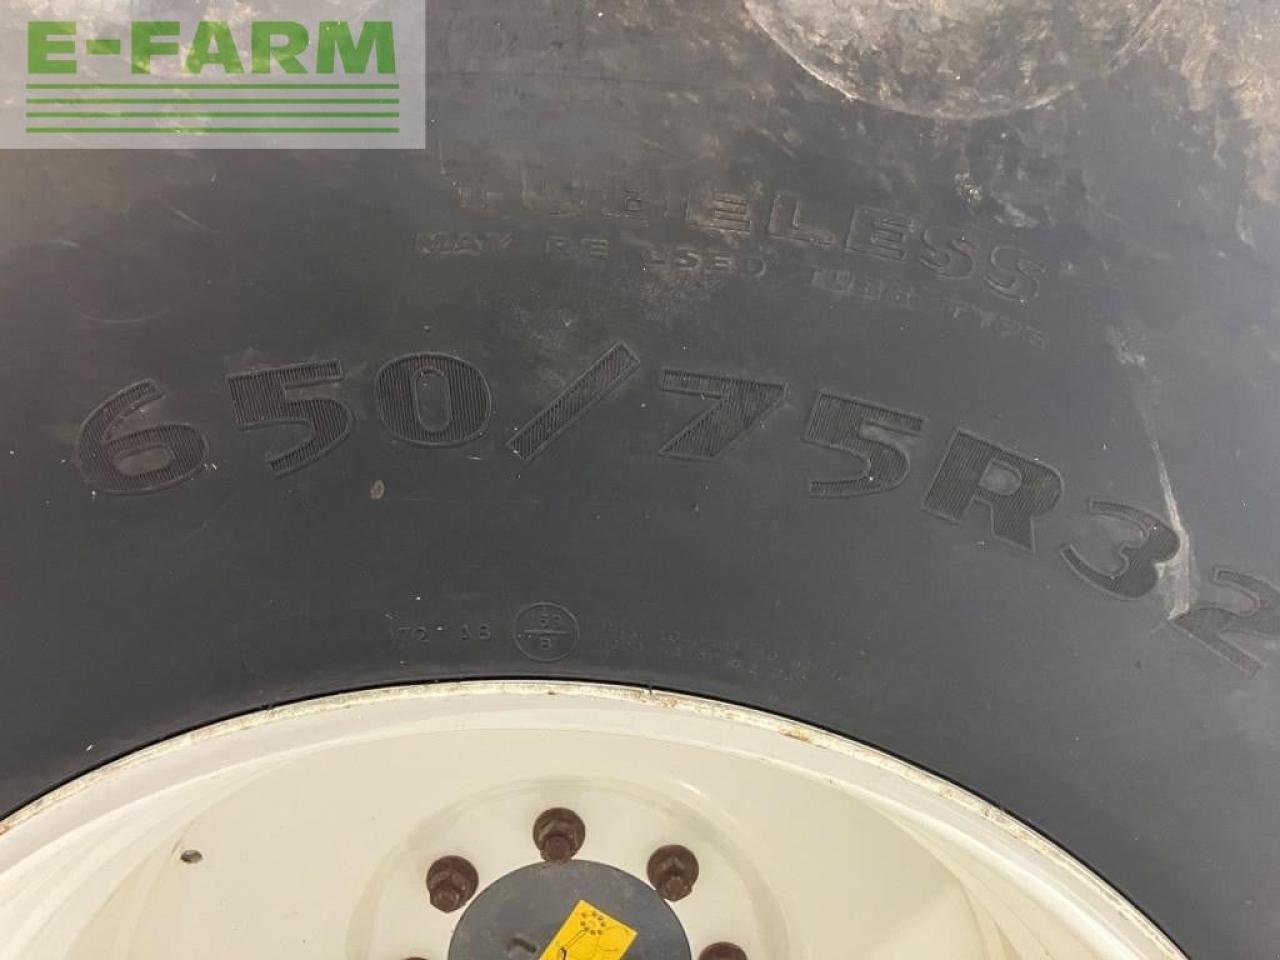 E-FARM
TUBELESS
MAY BE USED TUBE TYPE
650/75R32
172 A8